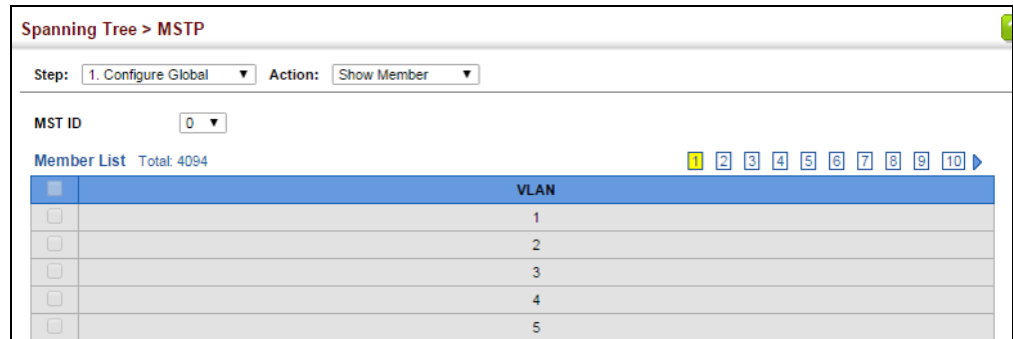 Spanning Tree > MSTP
Step: 1. Configure Global Action: Show Member
MST ID 0
Member List Total: 4094 1 2 3 4 5 6 7 8 9 10
VLAN
1
2
3
4
5